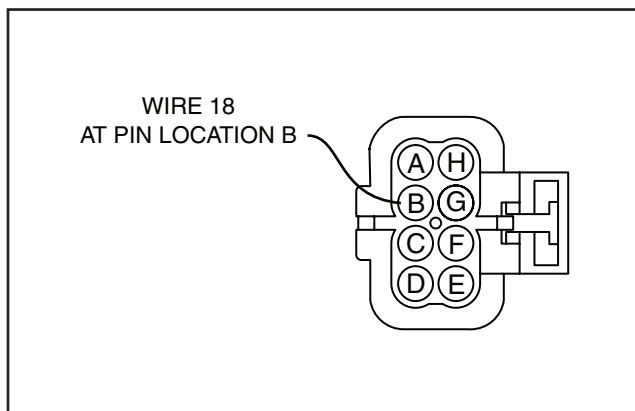 WIRE 18
AT PIN LOCATION B
A H
B G
C F
D E